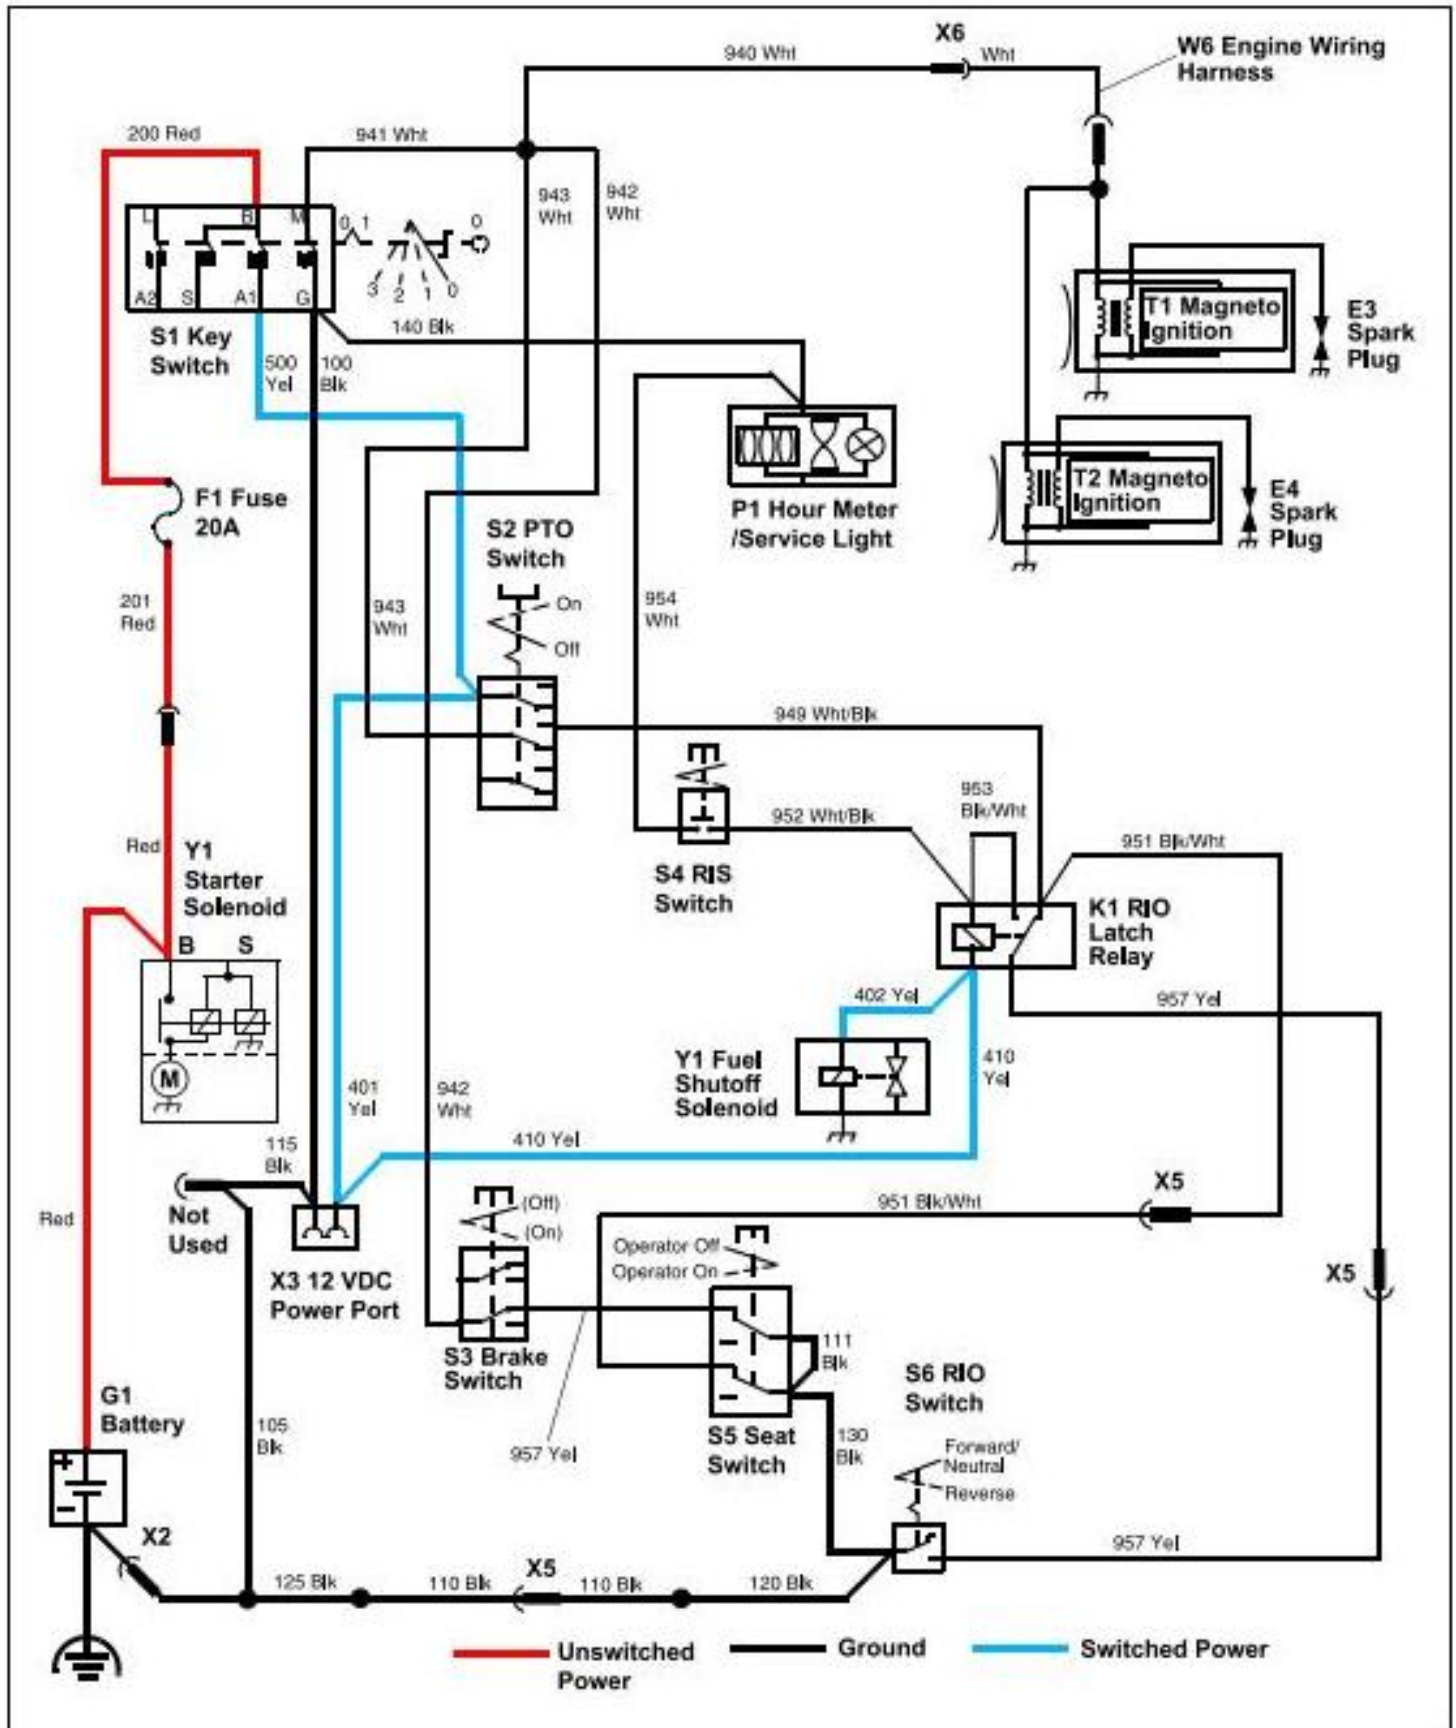 X6
940 Wht
Wht
W6 Engine Wiring
Harness
200 Red
941 Wht
943
Wht
942
Wht
L
B
M
0
1
0
3
2
1
0
A2
S
A1
G
S1 Key
Switch
140 Blk
500
Yel
100
Blk
T1 Magneto
Ignition
E3
Spark
Plug
F1 Fuse
20A
S2 PTO
Switch
P1 Hour Meter
/Service Light
T2 Magneto
Ignition
E4
Spark
Plug
201
Red
943
Wht
On
Off
954
Wht
949 Wht/Blk
953
Blk/Wht
952 Wht/Blk
951 Blk/Wht
Red
Y1
Starter
Solenoid
S4 RIS
Switch
K1 RIO
Latch
Relay
B
S
M
402 Yel
957 Yel
Y1 Fuel
Shutoff
Solenoid
410
Yel
401
Yel
942
Wht
410 Yel
115
Blk
Red
Not
Used
X3 12 VDC
Power Port
(Off)
(On)
951 Blk/Wht
X5
Operator Off
Operator On
X5
S3 Brake
Switch
111
Blk
S6 RIO
Switch
G1
Battery
+
-
105
Blk
957 Yel
S5 Seat
Switch
130
Blk
Forward/
Neutral
Reverse
X2
957 Yel
125 Blk
110 Blk
X5
110 Blk
120 Blk
Unswitched
Power
Ground
Switched Power